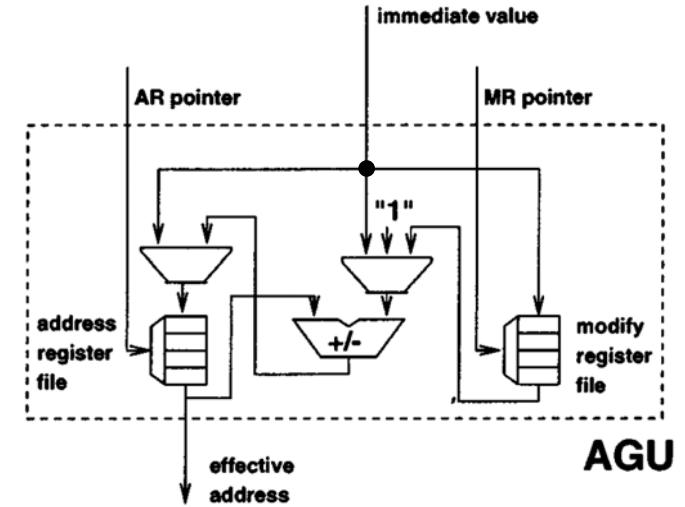 immediate value
AR pointer
MR pointer
"1"
address
register
file
+/-
modify
register
file
AGU
effective
address